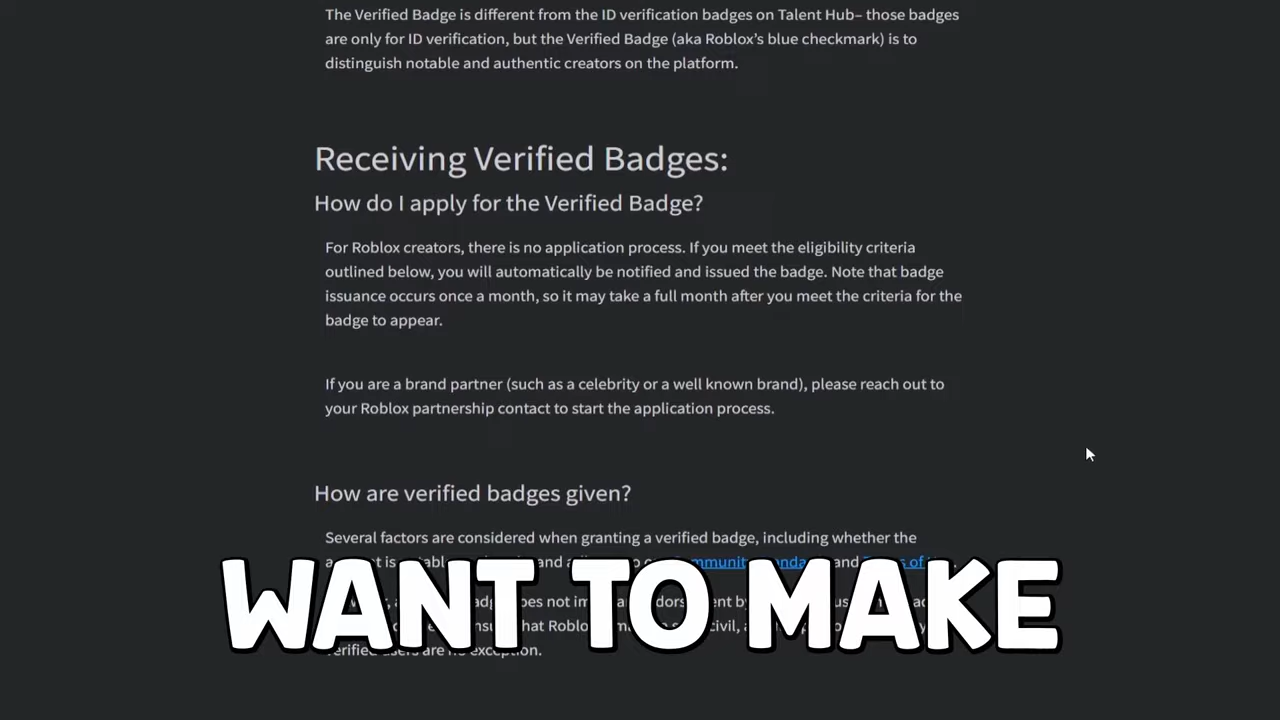 The Verified Badge is different from the ID verification badges on Talent Hub– those badges
are only for ID verification, but the Verified Badge (aka Roblox’s blue checkmark) is to
distinguish notable and authentic creators on the platform.
Receiving Verified Badges:
How do I apply for the Verified Badge?
For Roblox creators, there is no application process. If you meet the eligibility criteria
outlined below, you will automatically be notified and issued the badge. Note that badge
issuance occurs once a month, so it may take a full month after you meet the criteria for the
badge to appear.
If you are a brand partner (such as a celebrity or a well known brand), please reach out to
your Roblox partnership contact to start the application process.
How are verified badges given?
Several factors are considered when granting a verified badge, including whether the
and
does not
that
civil,
verified users are no exception.
WANT TO MAKE